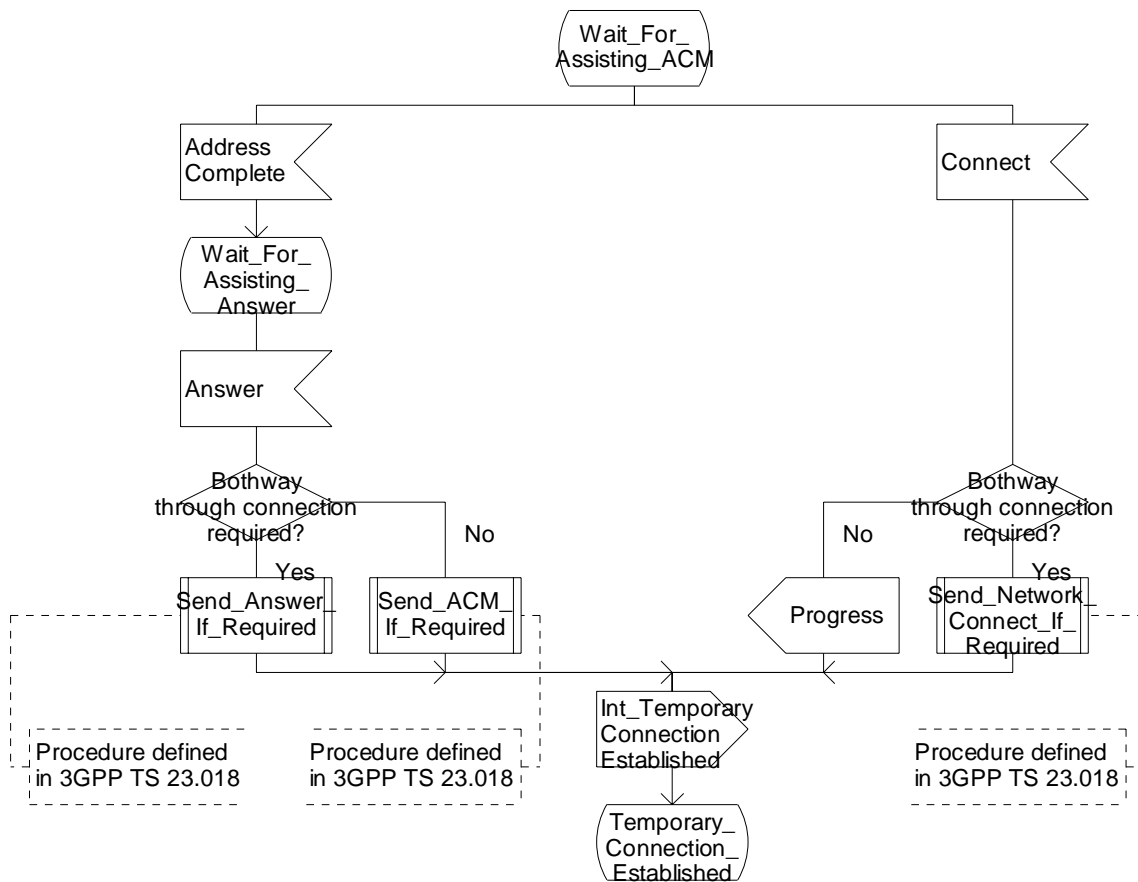 Wait_For_
Assisting_ACM
Address
Complete
Connect
Wait_For_
Assisting_
Answer
Answer
Bothway
through connection
required?
Bothway
through connection
required?
No
No
Yes
Yes
Send_Answer_
If_Required
Send_ACM_
If_Required
Progress
Send_Network_
Connect_If_
Required
Int_Temporary
Connection
Established
Procedure defined
in 3GPP TS 23.018
Procedure defined
in 3GPP TS 23.018
Procedure defined
in 3GPP TS 23.018
Temporary_
Connection_
Established